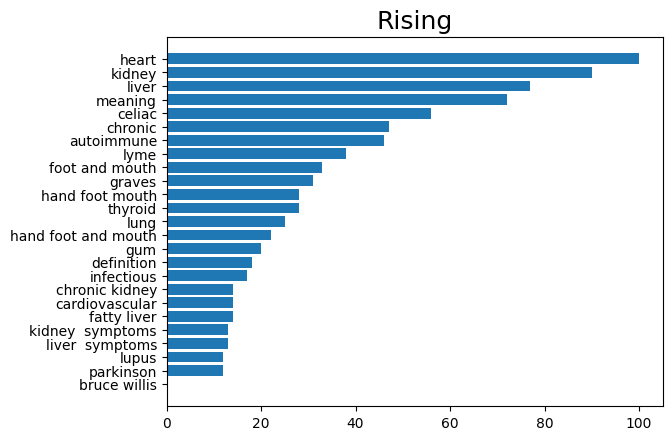 Rising
heart
kidney
liver
meaning
celiac
chronic
autoimmune
lyme
foot and mouth
graves
hand foot mouth
thyroid
lung
hand foot and mouth
gum
definition
infectious
chronic kidney
cardiovascular
fatty liver
kidney  symptoms
liver  symptoms
lupus
parkinson
bruce willis
0 20 40 60 80 100